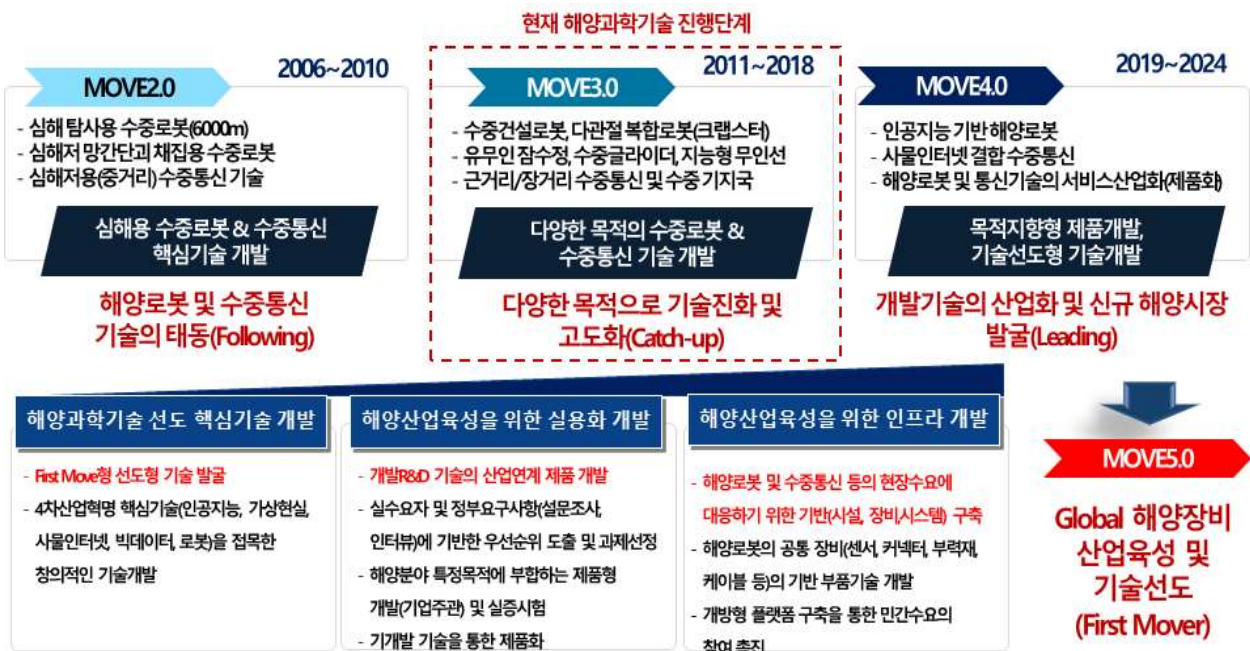 현재 해양과학기술 진행단계
MOVE2.0
2006~2010
- 심해 탐사용 수중로봇(6000m)
- 심해저 망간단괴 채집용 수중로봇
- 심해저용(중거리) 수중통신 기술
심해용 수중로봇 & 수중통신
핵심기술 개발
해양로봇 및 수중통신
기술의 태동(Following)
MOVE3.0
2011~2018
- 수중건설로봇, 다관절 복합로봇(크랩스터)
- 유무인 잠수정, 수중글라이더, 지능형 무인선
- 근거리/장거리 수중통신 및 수중 기지국
다양한 목적의 수중로봇 &
수중통신 기술 개발
다양한 목적으로 기술진화 및
고도화(Catch-up)
MOVE4.0
2019~2024
- 인공지능 기반 해양로봇
- 사물인터넷 결합 수중통신
- 해양로봇 및 통신기술의 서비스산업화(제품화)
목적지향형 제품개발,
기술선도형 기술개발
개발기술의 산업화 및 신규 해양시장
발굴(Leading)
해양과학기술 선도 핵심기술 개발
- First Move형 선도형 기술 발굴
- 4차산업혁명 핵심기술(인공지능, 가상현실,
사물인터넷, 빅데이터, 로봇)을 접목한
창의적인 기술개발
해양산업육성을 위한 실용화 개발
- 개발R&D 기술의 산업연계 제품 개발
- 실수요자 및 정부요구사항(설문조사,
인터뷰)에 기반한 우선순위 도출 및 과제선정
- 해양분야 특정목적에 부합하는 제품형
개발(기업주관) 및 실증시험
- 기개발 기술을 통한 제품화
해양산업육성을 위한 인프라 개발
- 해양로봇 및 수중통신 등의 현장수요에
대응하기 위한 기반(시설, 장비,시스템) 구축
- 해양로봇의 공통 장비(센서, 커넥터, 부력재,
케이블 등)의 기반 부품기술 개발
- 개방형 플랫폼 구축을 통한 민간수요의
참여 촉진
MOVE5.0
Global 해양장비
산업육성 및
기술선도
(First Mover)